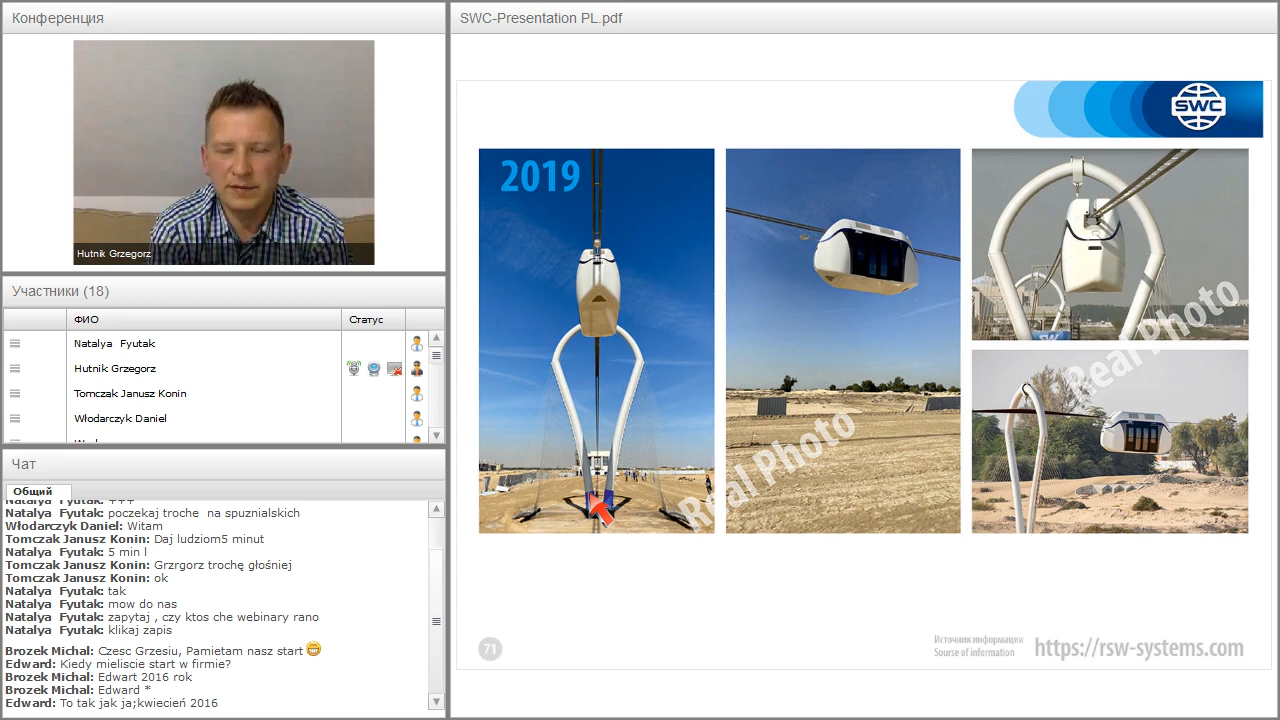 Конференция
Hutnik Grzegorz
Участники (18)
ФИО
Статус
Natalya Fyutak
Hutnik Grzegorz
Tomczak Janusz Konin
Włodarczyk Daniel
Чат
Общий
Natalya Fyutak: +++
Natalya Fyutak: poczekaj troche na spuznialskich
Włodarczyk Daniel: Witam
Tomczak Janusz Konin: Daj ludziom5 minut
Natalya Fyutak: 5 min l
Tomczak Janusz Konin: Grzrgorz trochę głośniej
Tomczak Janusz Konin: ok
Natalya Fyutak: tak
Natalya Fyutak: mow do nas
Natalya Fyutak: zapytaj , czy ktos che webinary rano
Natalya Fyutak: klikaj zapis
Brozek Michal: Czesc Grzesiu, Pamietam nasz start
Edward: Kiedy mieliscie start w firmie?
Brozek Michal: Edwart 2016 rok
Brozek Michal: Edward *
Edward: To tak jak ja;kwiecień 2016
SWC-Presentation PL.pdf
SWC
2019
Real Photo
Real Photo
Real Photo
71
Источник информации
Sourse of information
https://rsw-systems.com